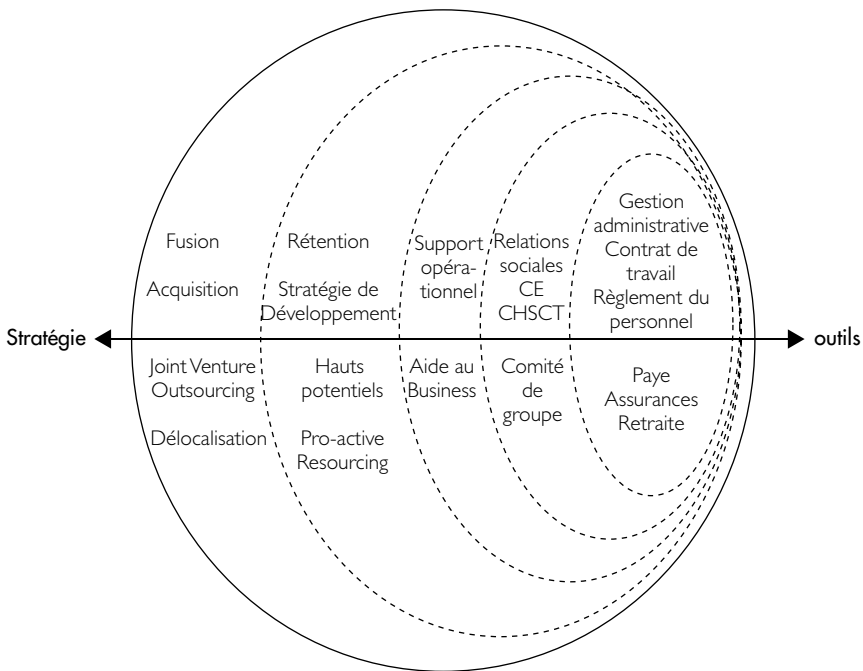 Fusion
Acquisition
Rétention
Stratégie de
Développement
Support
opéra-
tionnel
Relations
sociales
CE
CHSCT
Gestion
administrative
Contrat de
travail
Règlement du
personnel
Stratégie
outils
Joint Venture
Outsourcing
Délocalisation
Hauts
potentiels
Pro-active
Resourcing
Aide au
Business
Comité
de
groupe
Paye
Assurances
Retraite